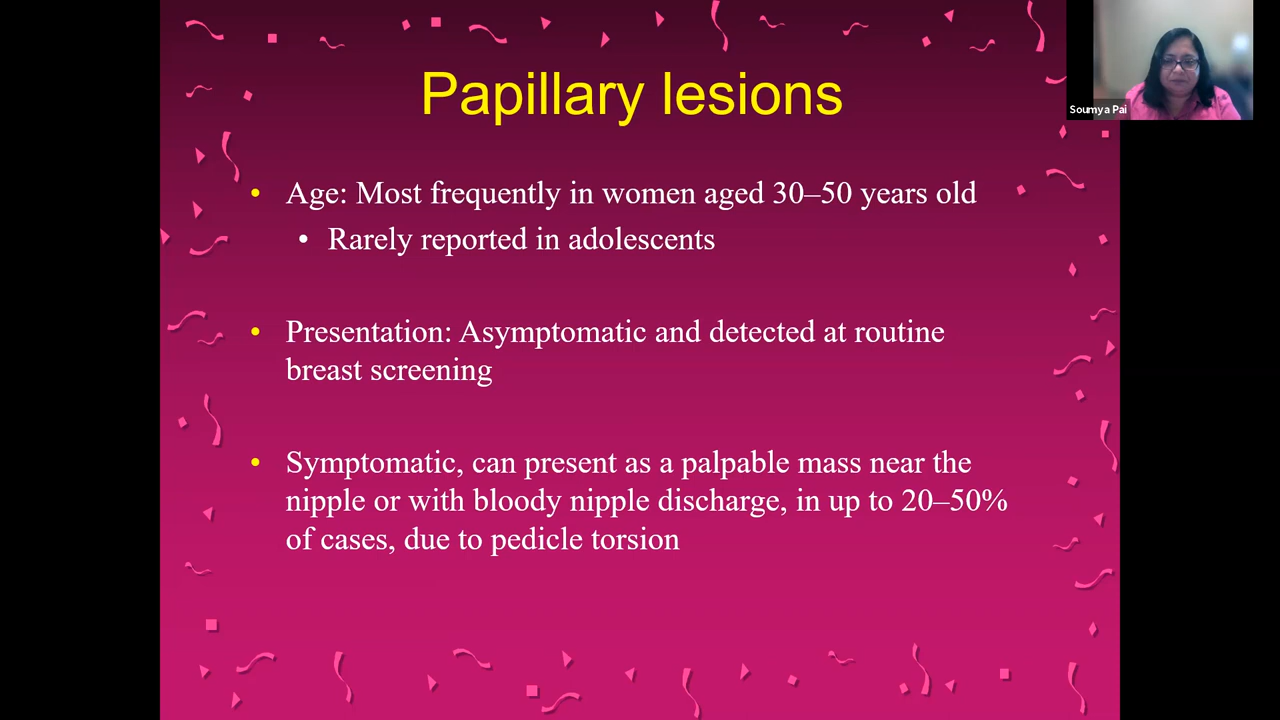 Papillary lesions
Soumya Pai
• Age: Most frequently in women aged 30–50 years old
• Rarely reported in adolescents
• Presentation: Asymptomatic and detected at routine
breast screening
• Symptomatic, can present as a palpable mass near the
nipple or with bloody nipple discharge, in up to 20–50%
of cases, due to pedicle torsion